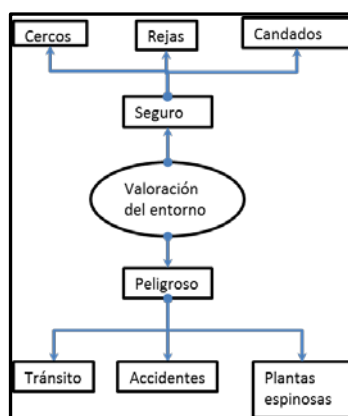 Cercos
Rejas
Candados
Seguro
Valoración
del entorno
Peligroso
Tránsito
Accidentes
Plantas
espinosas